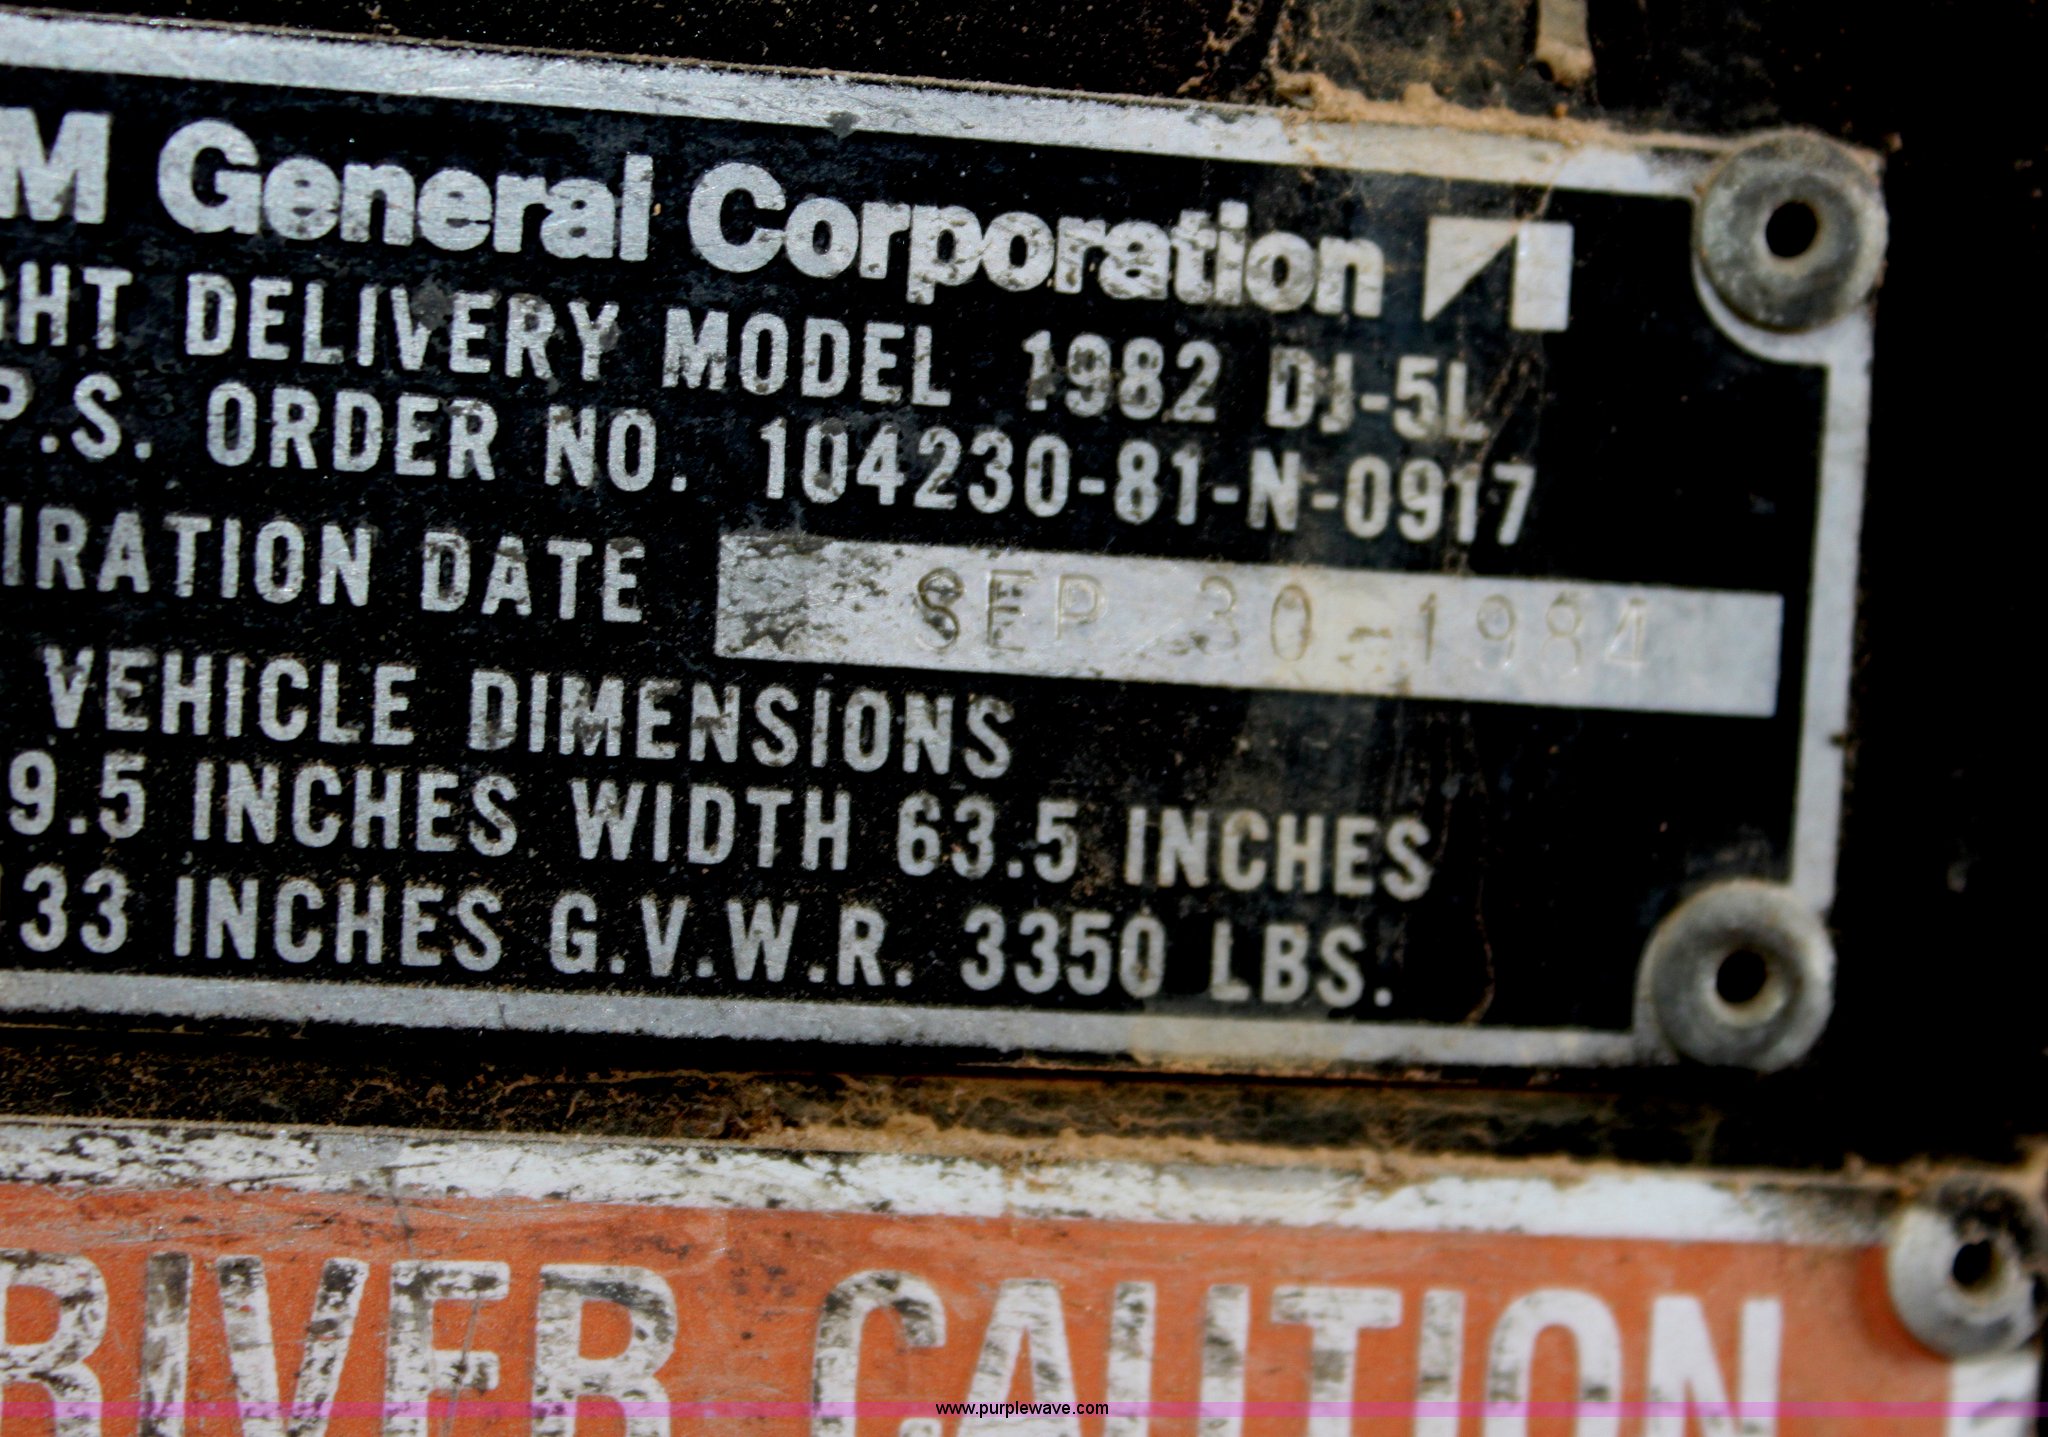 M General Corporation
GHT DELIVERY MODEL 1982 DJ-5L
P.S. ORDER NO. 104230-81-N-0917
IRATION DATE SEP 30 1984
VEHICLE DIMENSIONS
9.5 INCHES WIDTH 63.5 INCHES
133 INCHES G.V.W.R. 3350 LBS.
RIVER CAUTION
www.purplewave.com